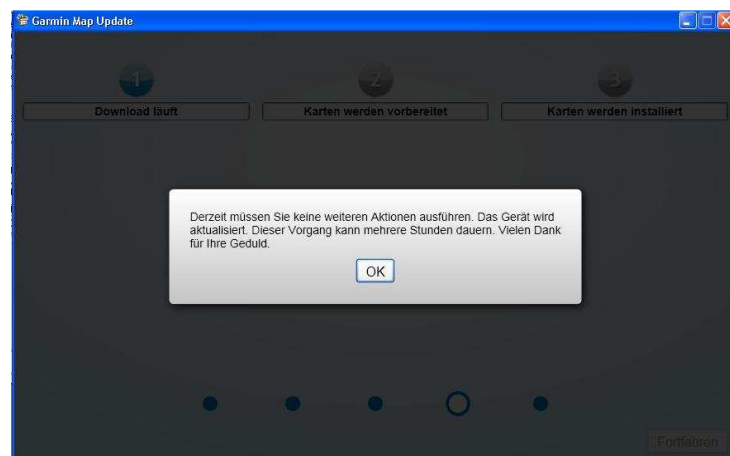 Garmin Map Update
1
2
3
Download läuft
Karten werden vorbereitet
Karten werden installiert
Derzeit müssen Sie keine weiteren Aktionen ausführen. Das Gerät wird
aktualisiert. Dieser Vorgang kann mehrere Stunden dauern. Vielen Dank
für Ihre Geduld.
OK
Fortfahren